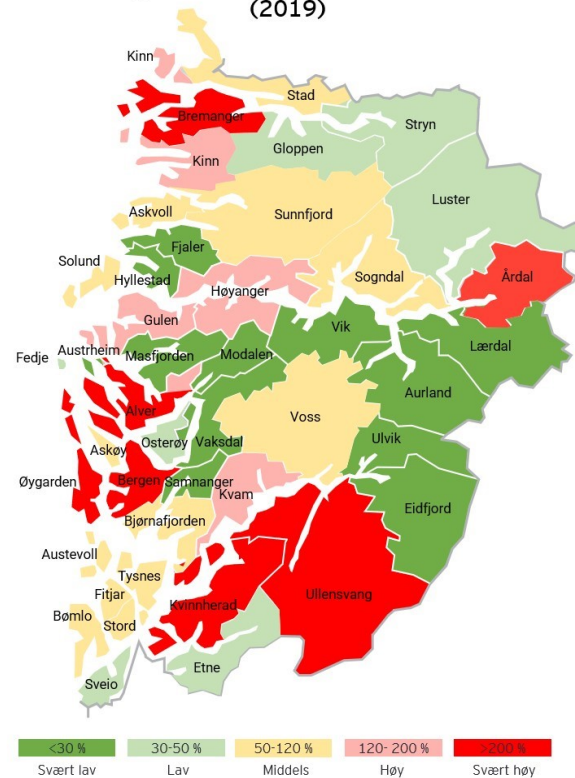 (2019)
Kinn
Stad
Bremanger
Stryn
Gloppen
Kinn
Luster
Askvoll
Sunnfjord
Fjaler
Solund
Sogndal
Årdal
Hyllestad
Høyanger
Gulen
Vik
Lærdal
Fedje
Austrheim
Masfjorden
Modalen
Aurland
Alver
Voss
Osterøy
Vaksdal
Ulvik
Askøy
Øygarden
Bergen
Samnanger
Kvam
Eidfjord
Bjørnafjorden
Austevoll
Tysnes
Fitjar
Ullensvang
Kvinnherad
Bømlo
Stord
Etne
Sveio
<30 % 30-50 % 50-120 % 120- 200 % >200 %
Svært lav Lav Middels Høy Svært høy